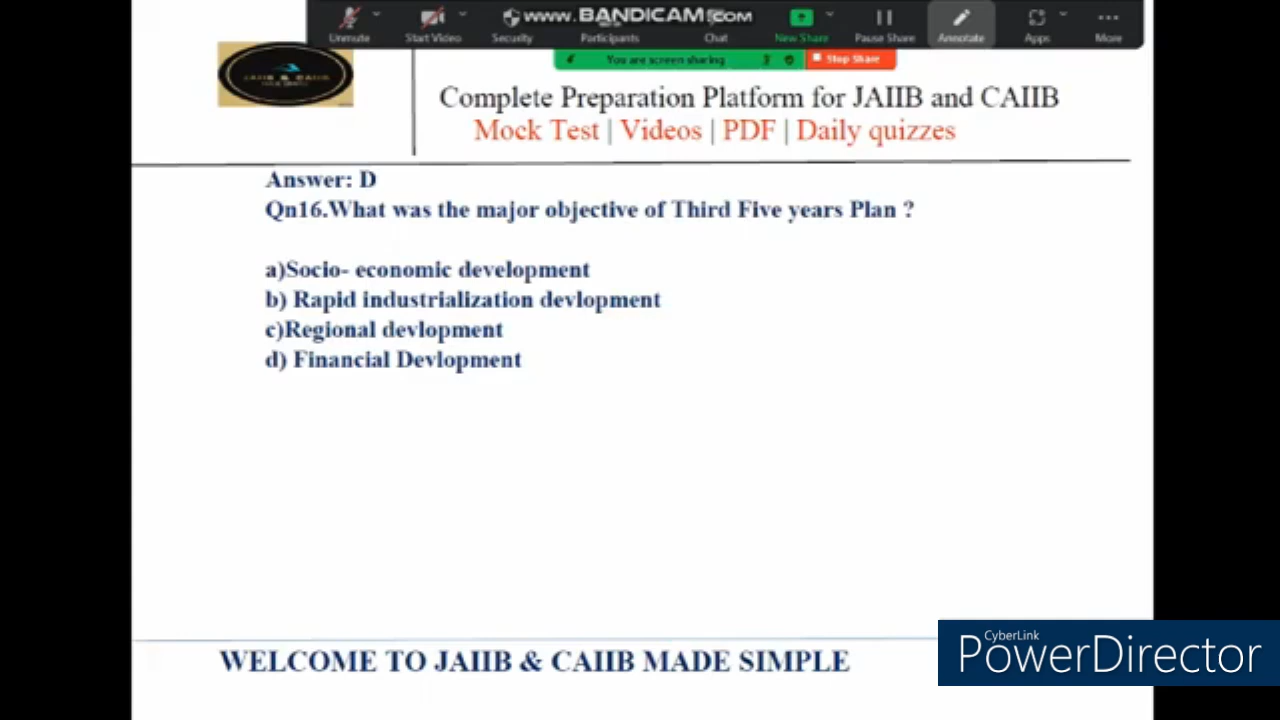 Unmute
Start Video
Security
www.BANDICAM.COM
Participants
Chat
New Share
Pause Share
Annotate
Apps
More
You are screen sharing
Stop Share
JAIIB & CAIIB
Complete Preparation Platform for JAIIB and CAIIB
Mock Test | Videos | PDF | Daily quizzes
Answer: D
Qn16.What was the major objective of Third Five years Plan ?
a)Socio- economic development
b) Rapid industrialization devlopment
c)Regional devlopment
d) Financial Devlopment
WELCOME TO JAIIB & CAIIB MADE SIMPLE
CyberLink
PowerDirector